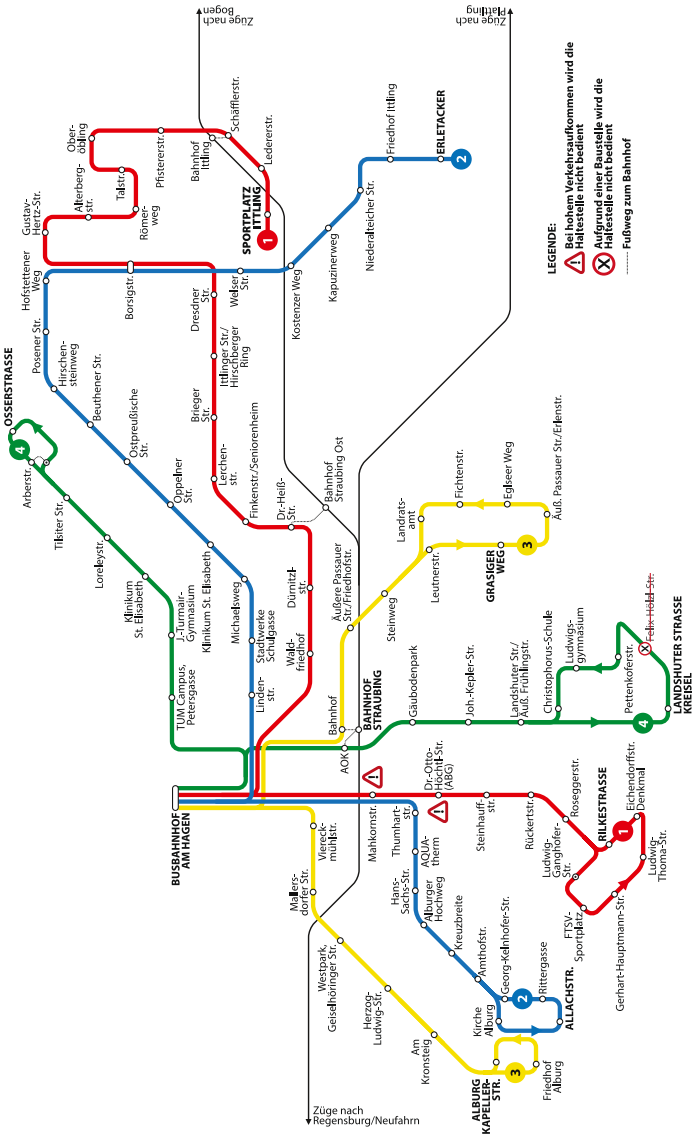 Züge nach
Bogen
Züge nach
Plattling
Ober-
öbling
Pfistererstr.
Bahnhof
Ittling
Schäfflerstr.
Ledererstr.
Alterberg-
str.
Talstr.
Römer-
weg
Gustav-
Hertz-Str.
SPORTPLATZ
ITTLING
1
Friedhof Ittling
ERLETACKER
2
Niederalteicher Str.
Kapuzinerweg
Kostenzer Weg
Welser
Str.
Borsigstr.
Hofstettener
Weg
Posener Str.
Hirschen-
steinweg
Beuthener Str.
Ostpreußische
Str.
Oppelner
Str.
Klinikum St. Elisabeth
Michaelsweg
Stadtwerke
Schulgasse
Linden-
str.
Dresdner
Str.
Ittlinger Str./
Hirschberger
Ring
Brieger
Str.
Lerchen-
str.
Finkenstr./Seniorenheim
Dr.-Heiß-
Str.
Bahnhof
Straubing Ost
Dürnitzl-
str.
Wald-
friedhof
OSSERSTRASSE
4
Arberstr.
Tilsiter Str.
Loreleystr.
Klinikum
St. Elisabeth
J.-Turmair-
Gymnasium
TUM Campus,
Petersgasse
BUSBAHNHOF
AM HAGEN
LEGENDE:
! Bei hohem Verkehrsaufkommen wird die
Haltestelle nicht bedient
X Aufgrund einer Baustelle wird die
Haltestelle nicht bedient
Fußweg zum Bahnhof
Landrats-
amt
Fichtenstr.
Eglseer Weg
Äuß. Passauer Str./Erlenstr.
Leutnerstr.
GRASIGER
WEG
3
Steinweg
Äußere Passauer
Str./Friedhofstr.
Bahnhof
BAHNHOF
STRAUBING
AOK
Gäubodenpark
Joh.-Kepler-Str.
Landshuter Str./
Äuß. Frühlingstr.
Christophorus-Schule
Ludwigs-
gymnasium
Pettenkoferstr.
X
Felix-Hölzl-Str.
4
LANDSHUTER STRASSE
KREISEL
!
Mahkornstr.
Dr.-Otto-
Höchtl-Str.
(ABG)
Steinhauff-
str.
Rückertstr.
Roseggerstr.
RILKESTRASSE
1
Eichendorffstr.
Denkmal
Ludwig-
Thoma-Str.
Ludwig-
Ganghofer-
Str.
FTSV-
Sportplatz
Gerhart-Hauptmann-Str.
!
Thumhart-
str.
AQUA-
therm
Hans-
Sachs-Str.
Alburger
Hochweg
Kreuzbreite
Amthofstr.
Georg-Kelnhofer-Str.
2
Rittergasse
ALLACHSTR.
Kirche
Alburg
Viereck-
mühlstr.
Mallers-
dorfer Str.
Westpark,
Geiselhöringer Str.
Herzog-
Ludwig-Str.
Am
Kronsteig
ALBURG
KAPELLER-
STR.
3
Friedhof
Alburg
Züge nach
Regensburg/Neufahrn